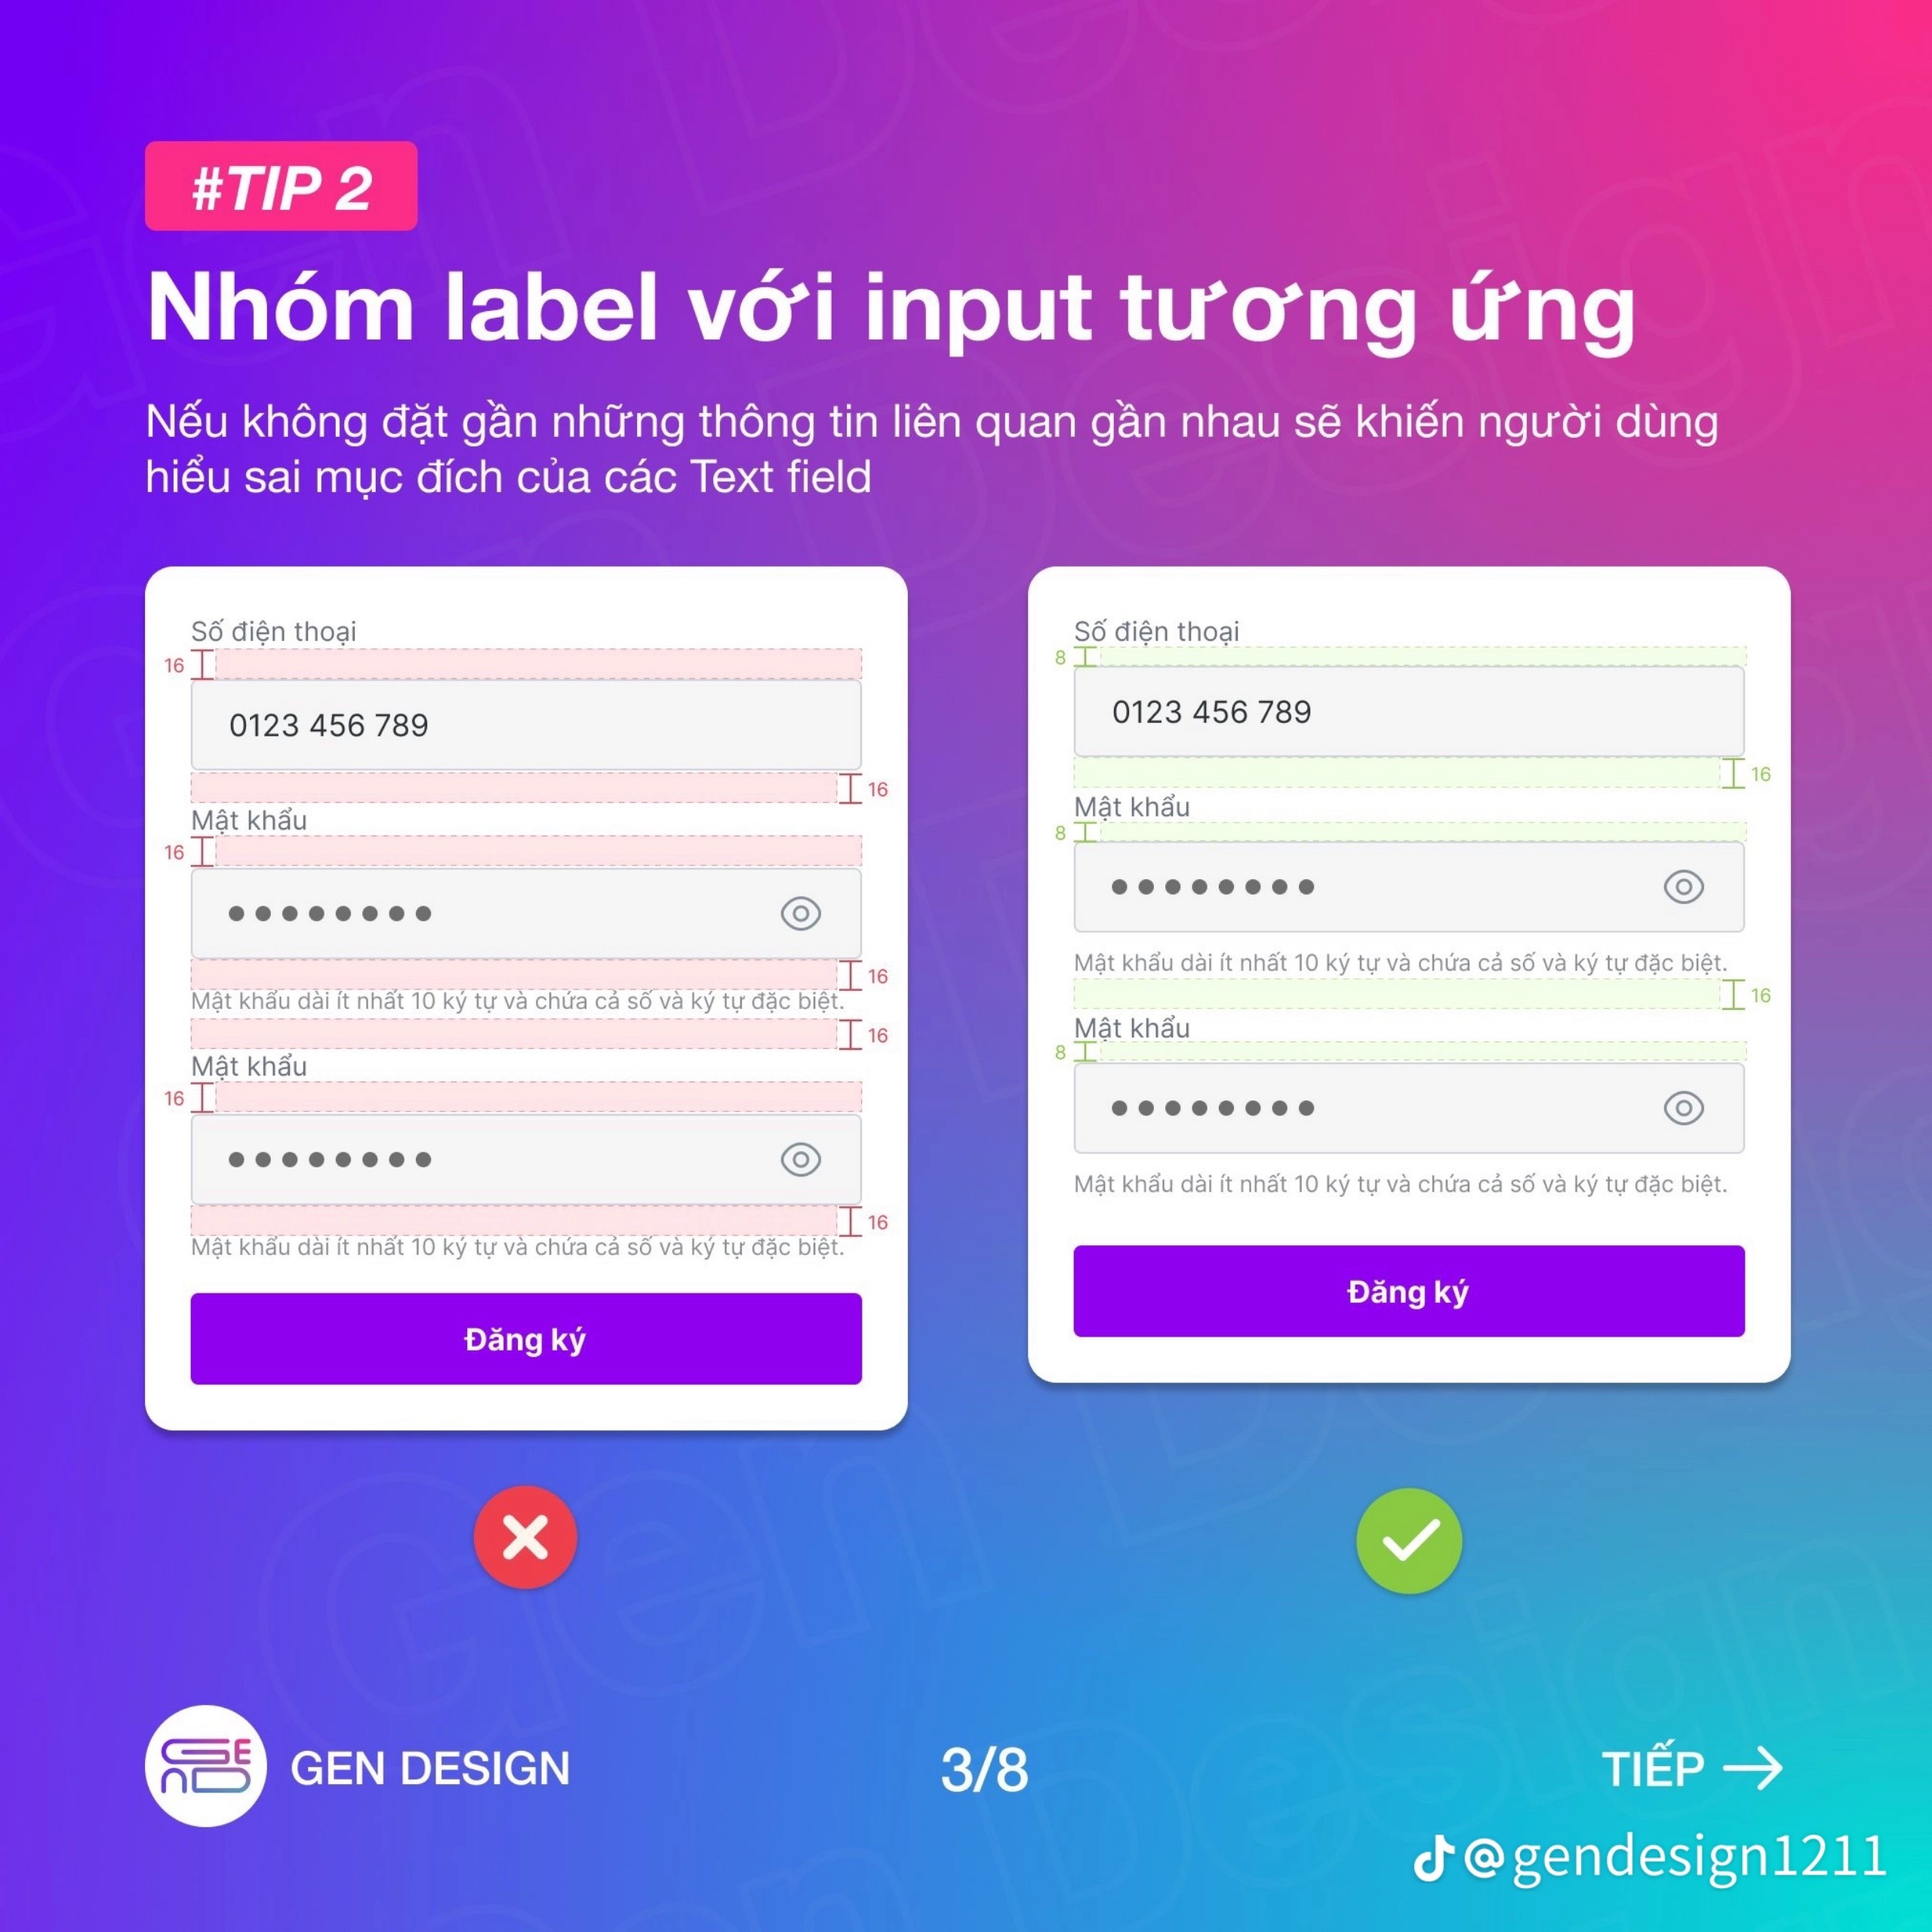 #TIP 2
Nhóm label với input tương ứng
Nếu không đặt gần những thông tin liên quan gần nhau sẽ khiến người dùng
hiểu sai mục đích của các Text field
Số điện thoại
16
0123 456 789
16
Mật khẩu
16
16
Mật khẩu dài ít nhất 10 ký tự và chứa cả số và ký tự đặc biệt.
16
Mật khẩu
16
16
Mật khẩu dài ít nhất 10 ký tự và chứa cả số và ký tự đặc biệt.
Đăng ký
Số điện thoại
8
0123 456 789
16
Mật khẩu
8
Mật khẩu dài ít nhất 10 ký tự và chứa cả số và ký tự đặc biệt.
16
Mật khẩu
8
Mật khẩu dài ít nhất 10 ký tự và chứa cả số và ký tự đặc biệt.
Đăng ký
GEN DESIGN
3/8
TIẾP →
@gendesign1211